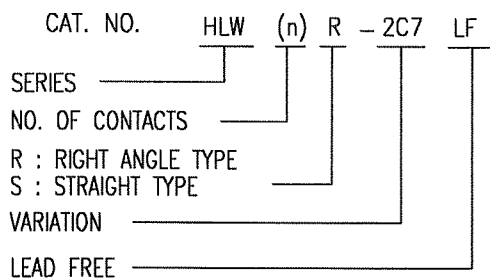 CAT. NO. HLW (n) R - 2C7 LF
SERIES
NO. OF CONTACTS
R : RIGHT ANGLE TYPE
S : STRAIGHT TYPE
VARIATION
LEAD FREE